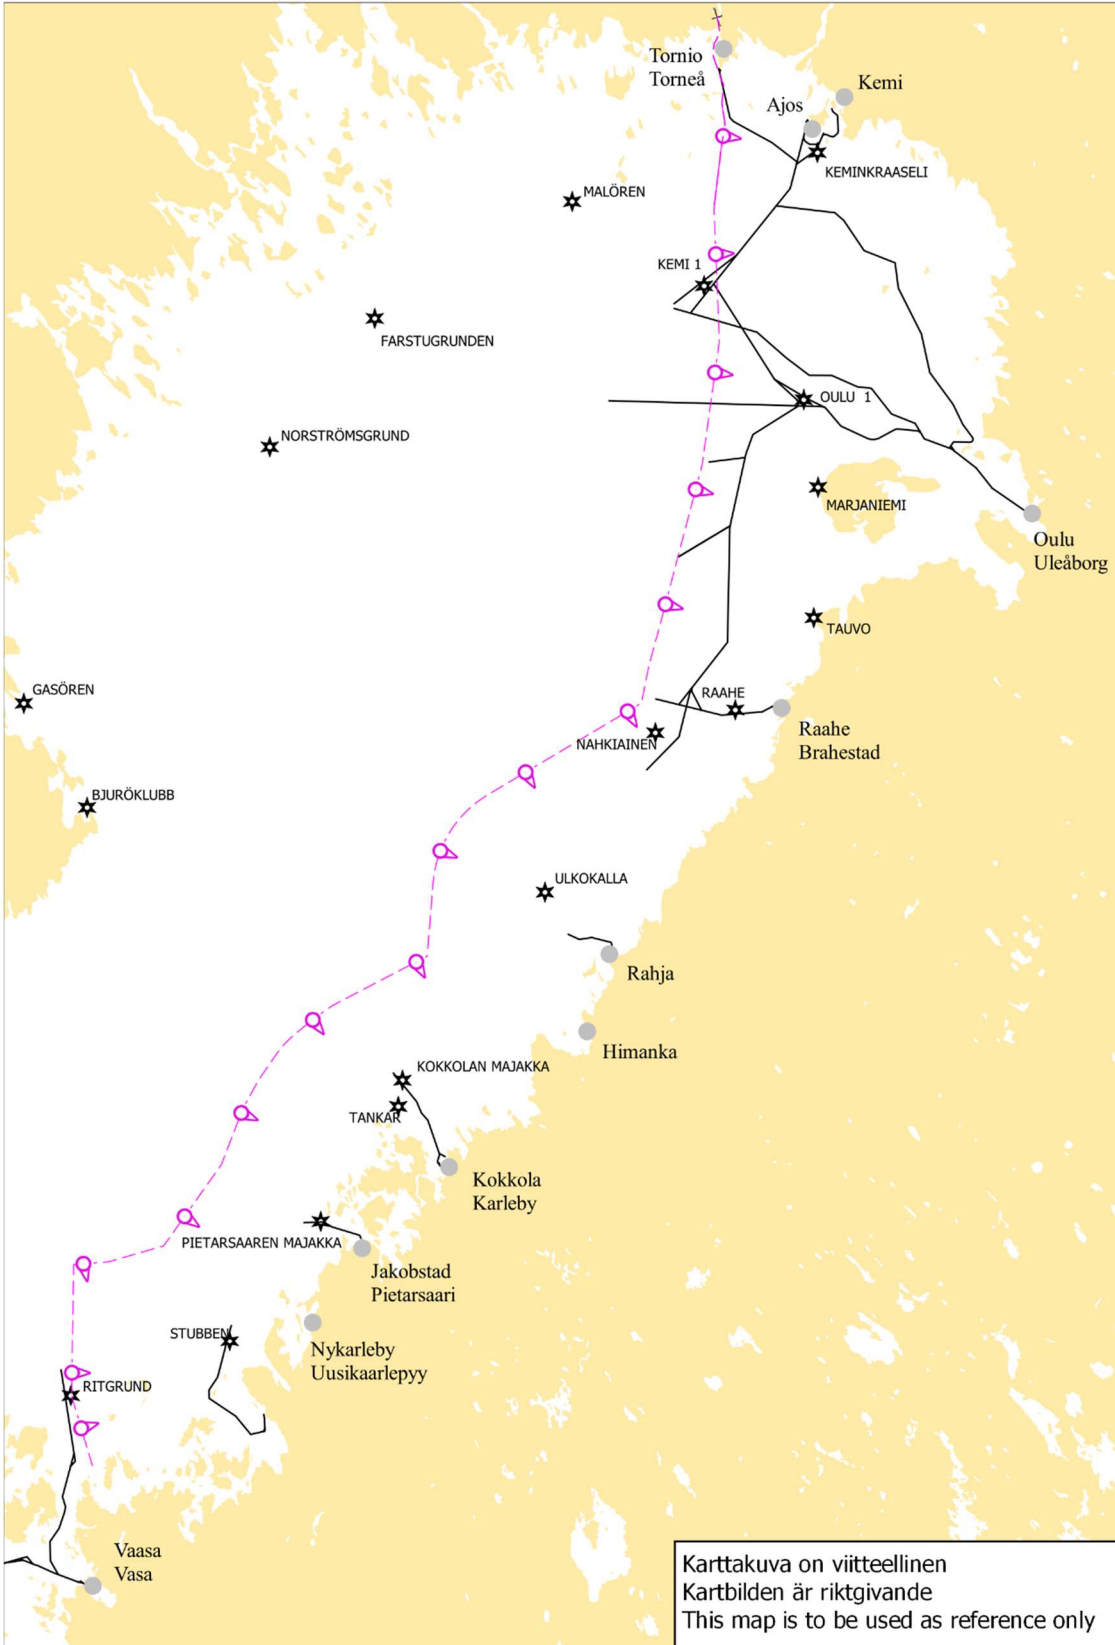 Tornio
Torneå
Kemi
Ajos
KEMINKRAASELI
MALÖREN
KEMI 1
FARSTUGRUNDEN
OULU 1
NORSTRÖMSGRUND
MARJANIEMI
Oulu
Uleåborg
TAUVO
GASÖREN
RAAHE
Raahe
Brahestad
NAHKIAINEN
BJURÖKLUBB
ULKOKALLA
Rahja
Himanka
KOKKOLAN MAJAKKA
TANKAR
Kokkola
Karleby
PIETARSAAREN MAJAKKA
Jakobstad
Pietarsaari
STUBBEN
Nykarleby
Uusikaarlepyy
RITGRUND
Vaasa
Vasa
Karttakuva on viitteellinen
Kartbilden är riktgivande
This map is to be used as reference only